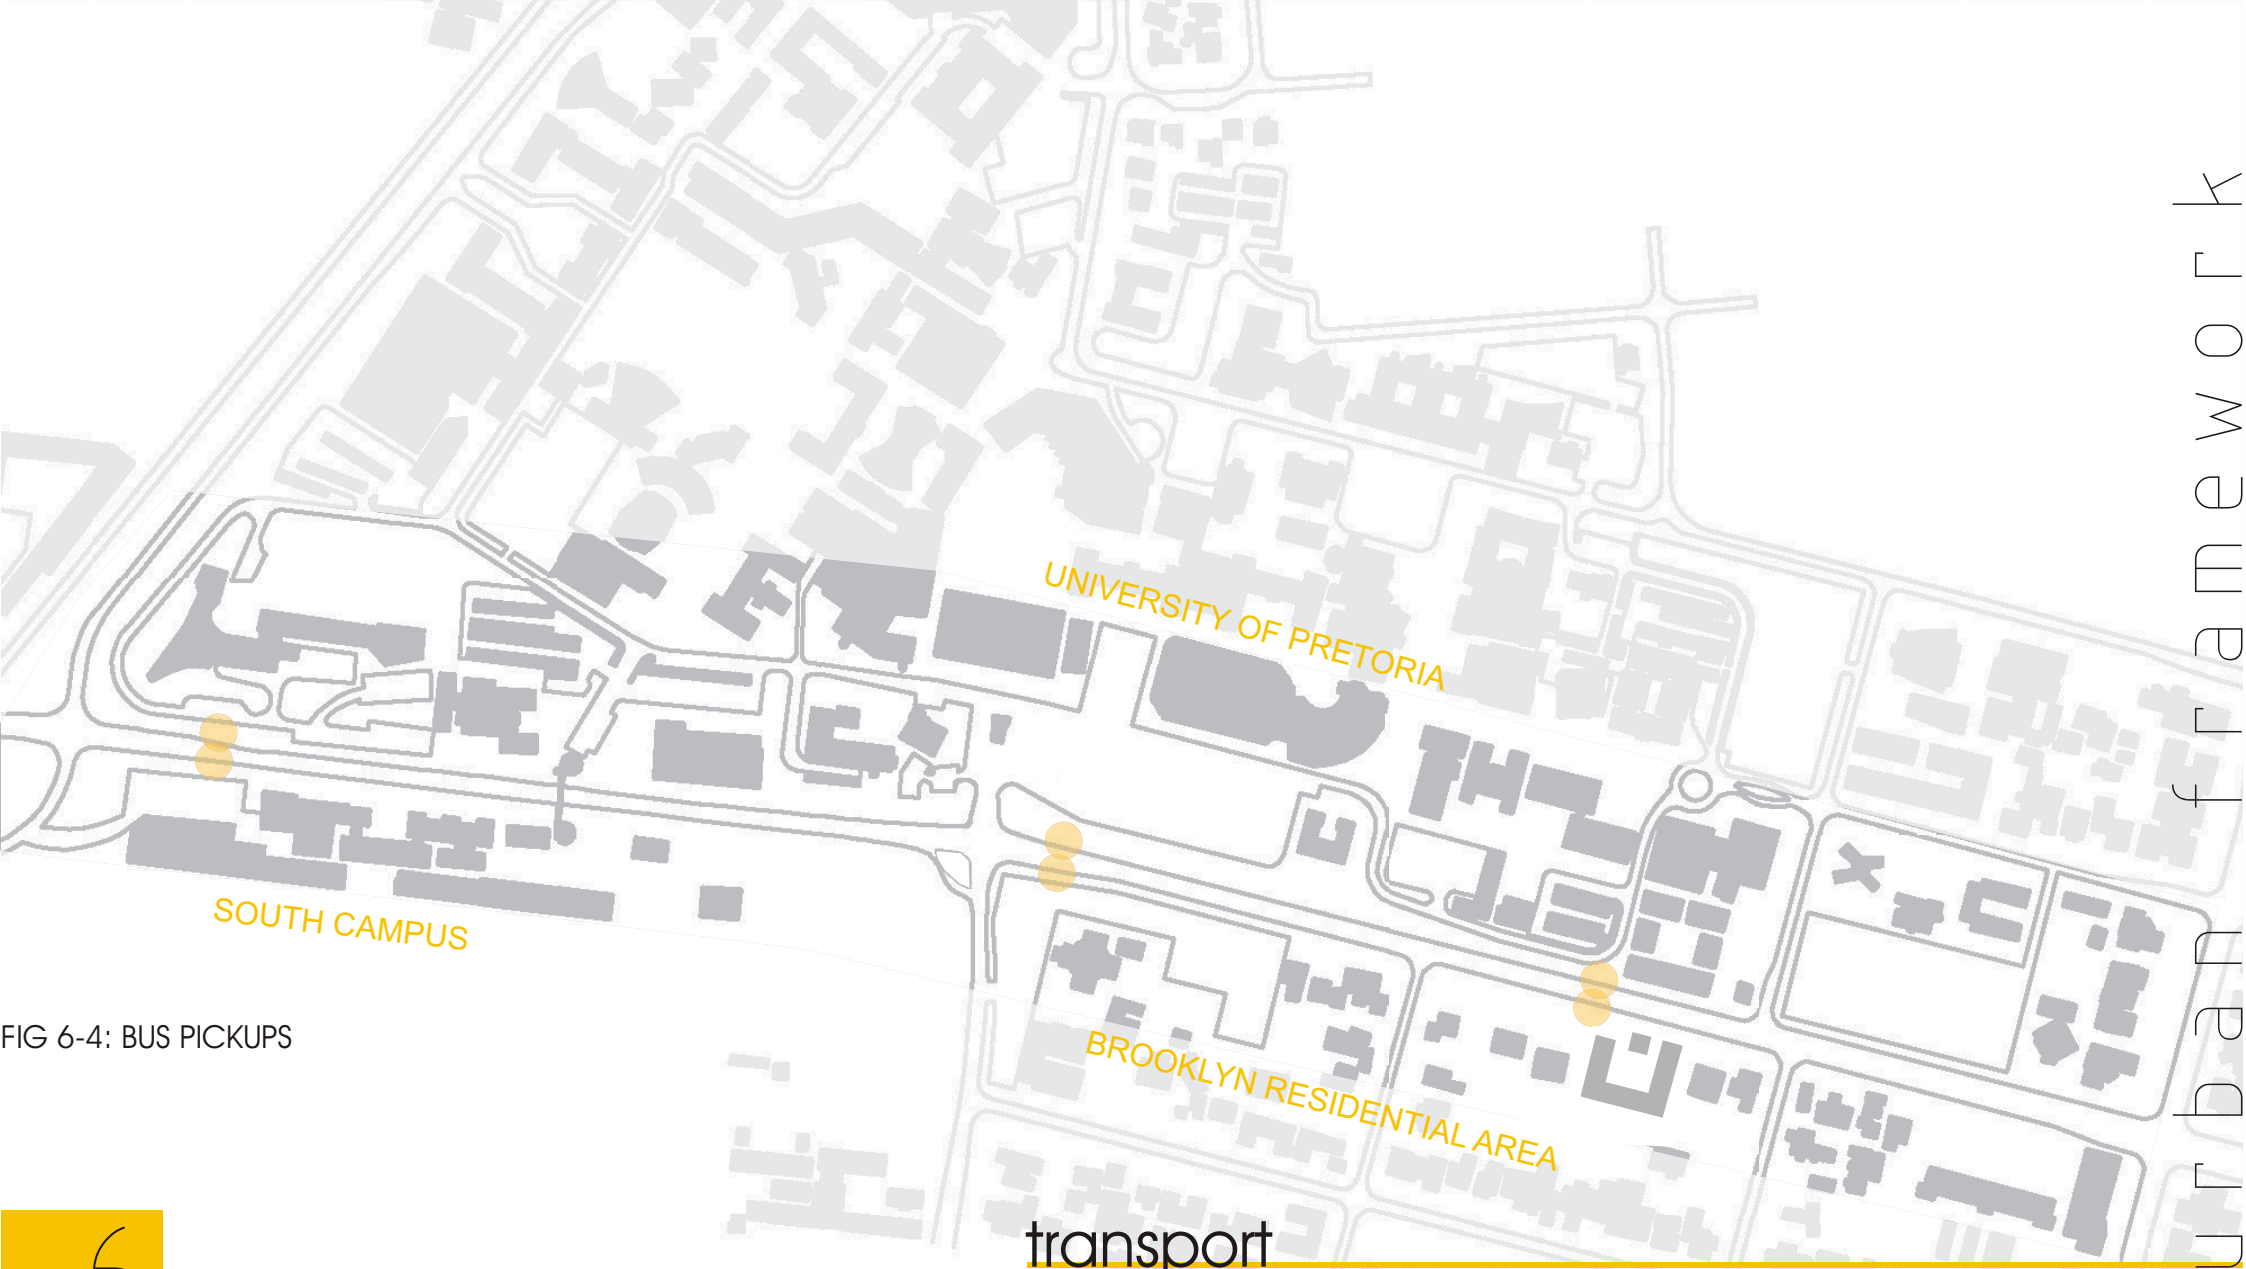 UNIVERSITY OF PRETORIA
SOUTH CAMPUS
FIG 6-4: BUS PICKUPS
BROOKLYN RESIDENTIAL AREA
transport
urban framework